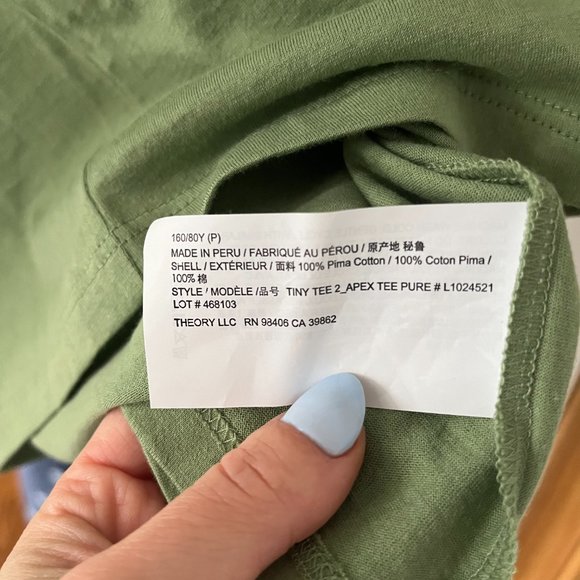 160/80Y (P)
MADE IN PERU / FABRIQUÉ AU PÉROU / 原产地 秘鲁
SHELL / EXTÉRIEUR / 面料 100% Pima Cotton / 100% Coton Pima /
100% 棉
STYLE / MODÈLE /品号 TINY TEE 2_APEX TEE PURE # L1024521
LOT # 468103
THEORY LLC RN 98406 CA 39862